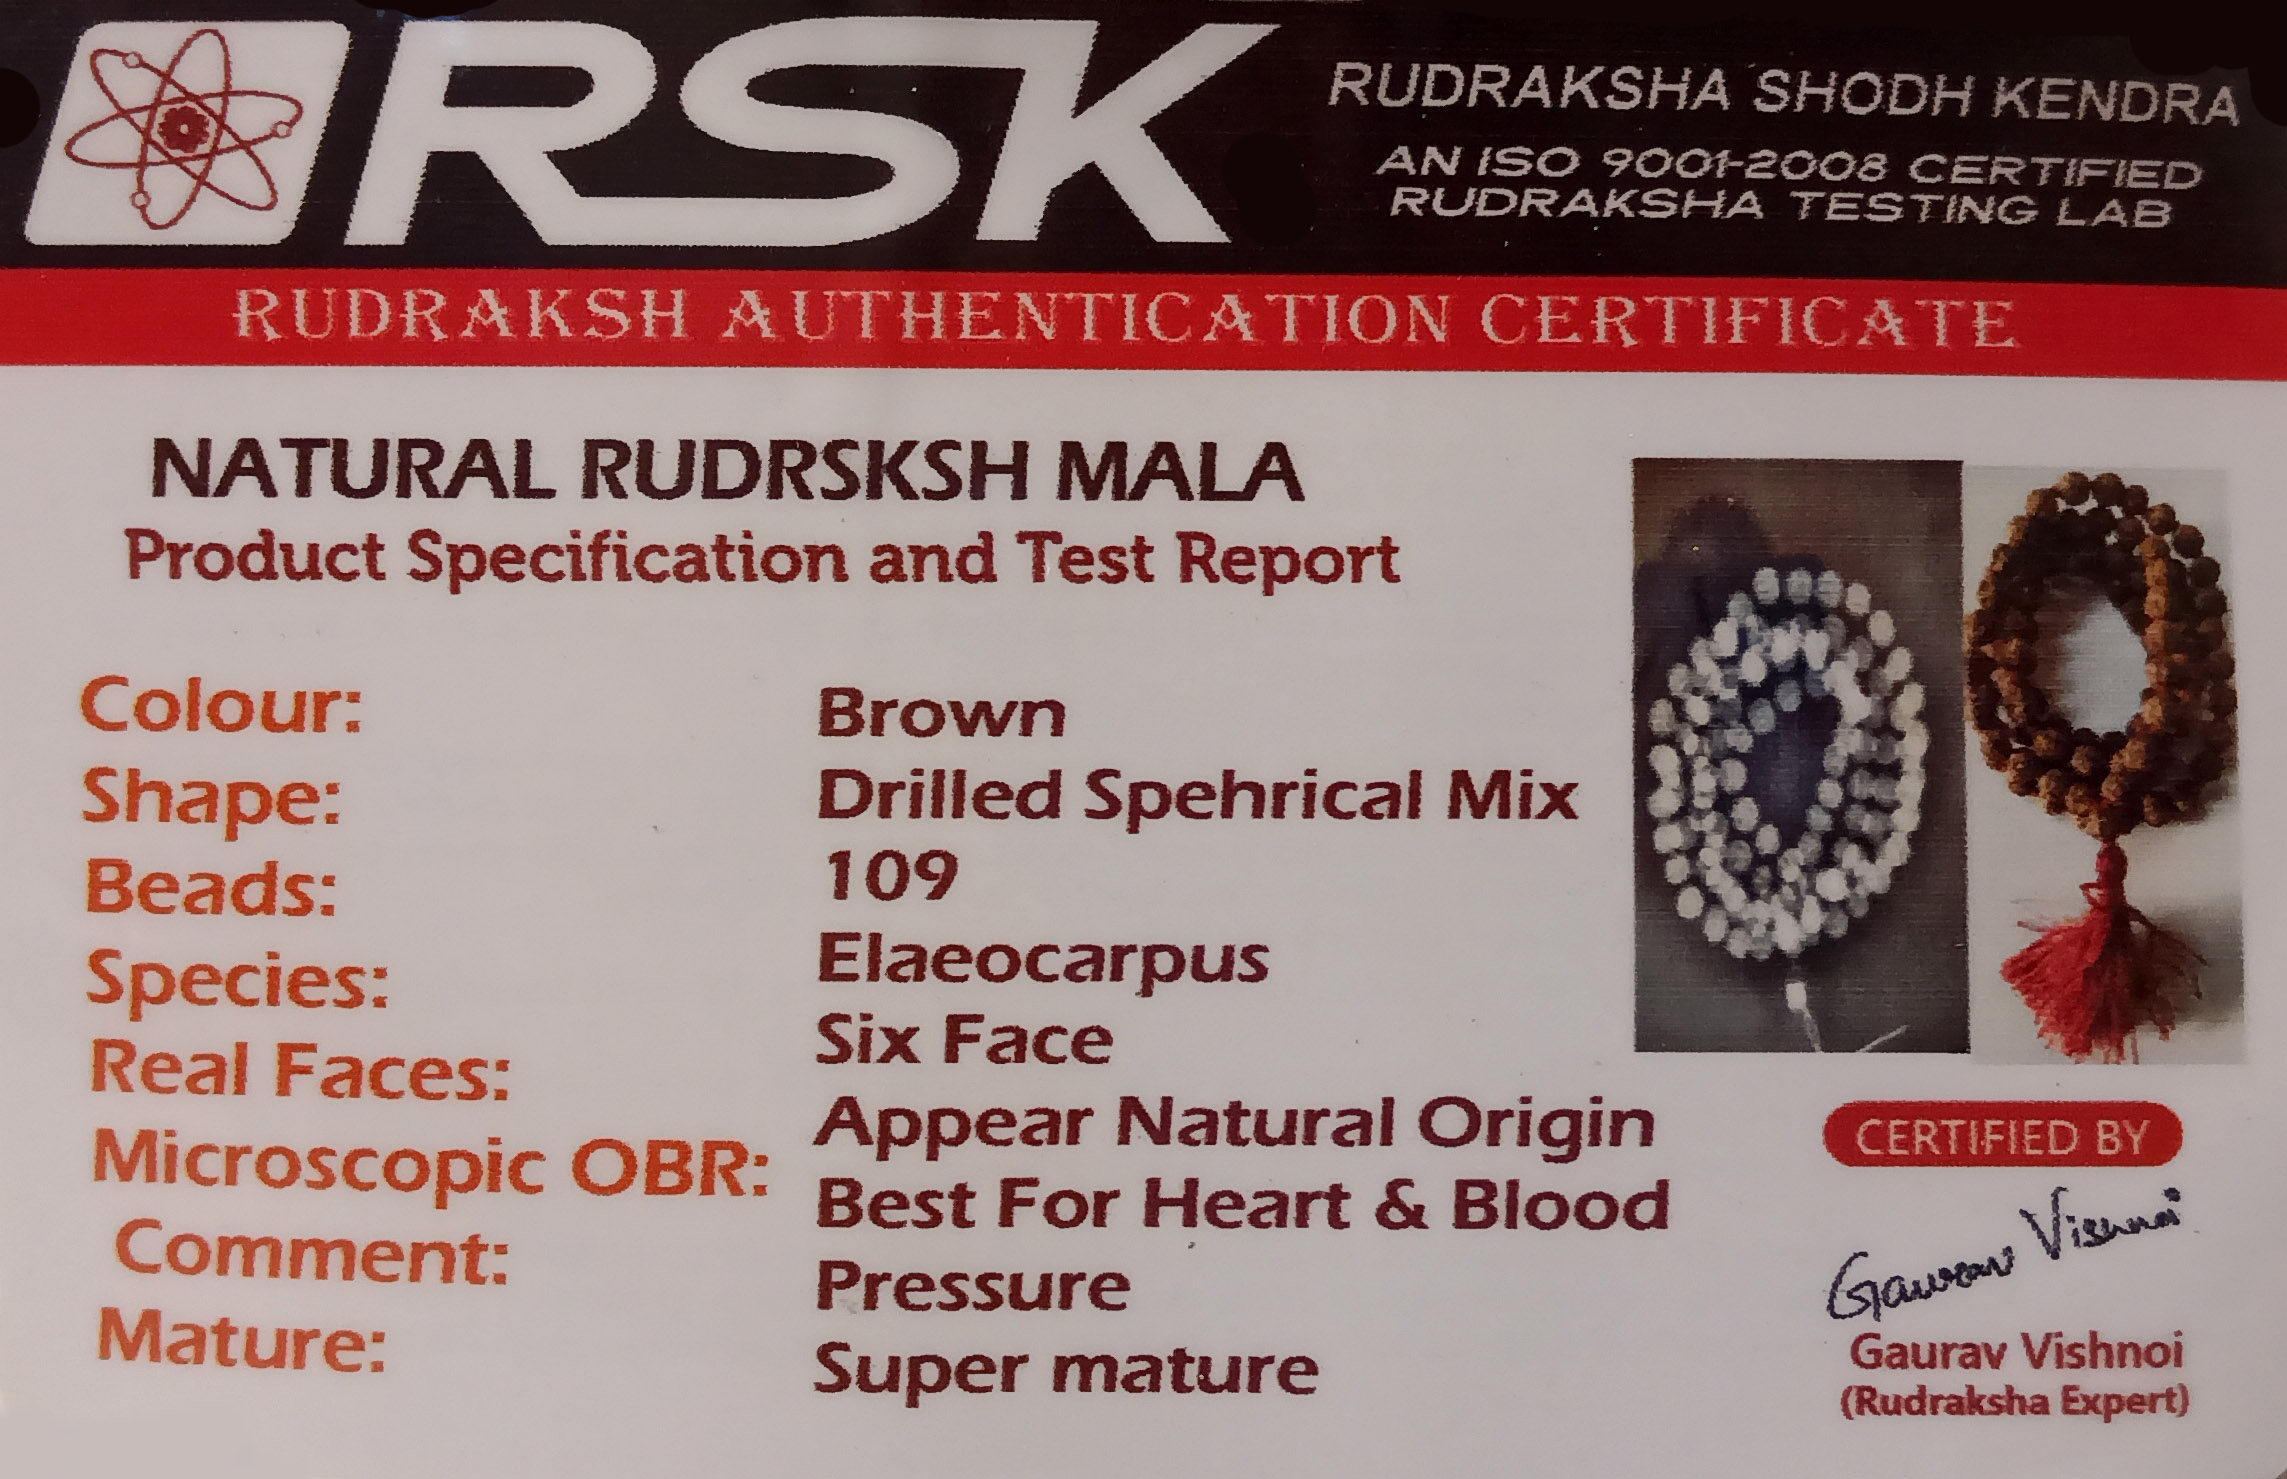 RSK
RUDRAKSHA SHODH KENDRA
AN ISO 9001-2008 CERTIFIED
RUDRAKSHA TESTING LAB
RUDRAKSH AUTHENTICATION CERTIFICATE
NATURAL RUDRSKSH MALA
Product Specification and Test Report
Colour: Brown
Shape: Drilled Spehrical Mix
Beads: 109
Species: Elaeocarpus
Real Faces: Six Face
Microscopic OBR: Appear Natural Origin
Comment: Best For Heart & Blood
Pressure
Mature: Super mature
CERTIFIED BY
Gaurav Vishnoi
Gaurav Vishnoi
(Rudraksha Expert)